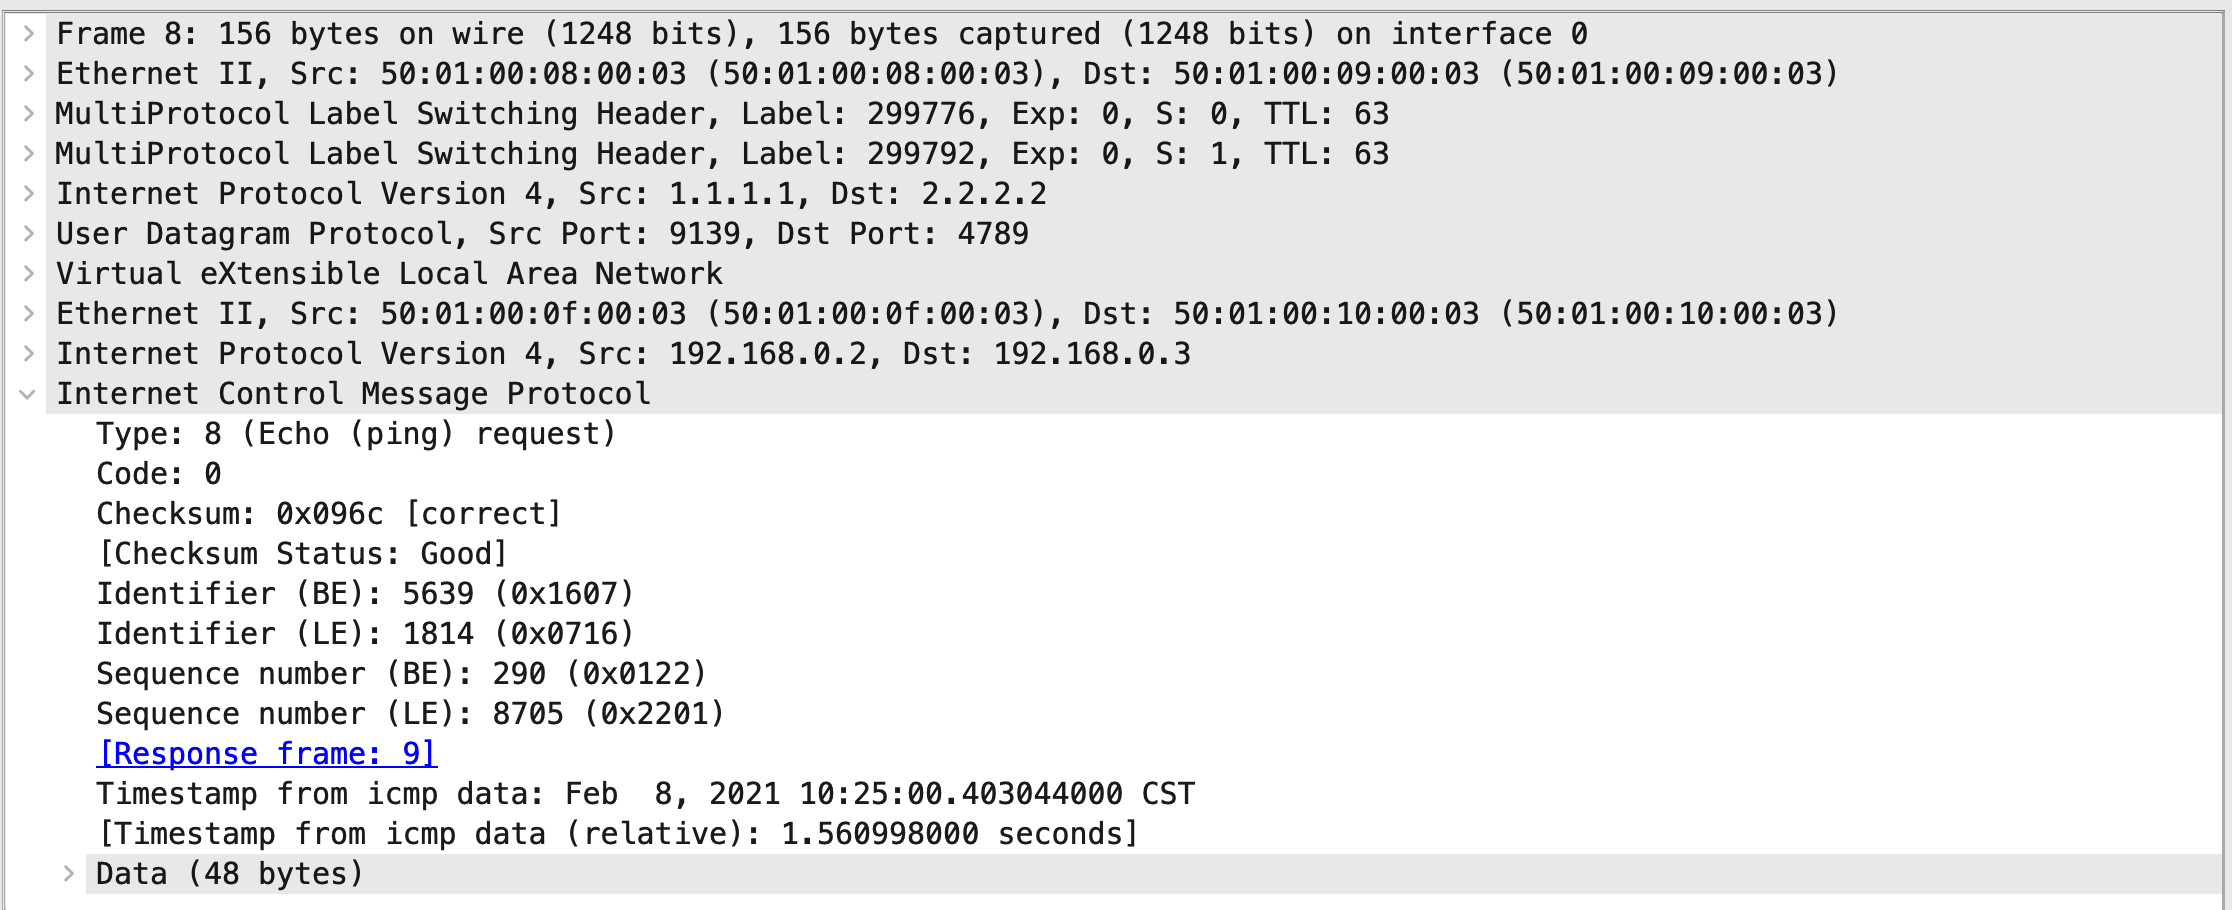 Frame 8: 156 bytes on wire (1248 bits), 156 bytes captured (1248 bits) on interface 0
Ethernet II, Src: 50:01:00:08:00:03 (50:01:00:08:00:03), Dst: 50:01:00:09:00:03 (50:01:00:09:00:03)
MultiProtocol Label Switching Header, Label: 299776, Exp: 0, S: 0, TTL: 63
MultiProtocol Label Switching Header, Label: 299792, Exp: 0, S: 1, TTL: 63
Internet Protocol Version 4, Src: 1.1.1.1, Dst: 2.2.2.2
User Datagram Protocol, Src Port: 9139, Dst Port: 4789
Virtual eXtensible Local Area Network
Ethernet II, Src: 50:01:00:0f:00:03 (50:01:00:0f:00:03), Dst: 50:01:00:10:00:03 (50:01:00:10:00:03)
Internet Protocol Version 4, Src: 192.168.0.2, Dst: 192.168.0.3
Internet Control Message Protocol
Type: 8 (Echo (ping) request)
Code: 0
Checksum: 0x096c [correct]
[Checksum Status: Good]
Identifier (BE): 5639 (0x1607)
Identifier (LE): 1814 (0x0716)
Sequence number (BE): 290 (0x0122)
Sequence number (LE): 8705 (0x2201)
[Response frame: 9]
Timestamp from icmp data: Feb  8, 2021 10:25:00.403044000 CST
[Timestamp from icmp data (relative): 1.560998000 seconds]
Data (48 bytes)